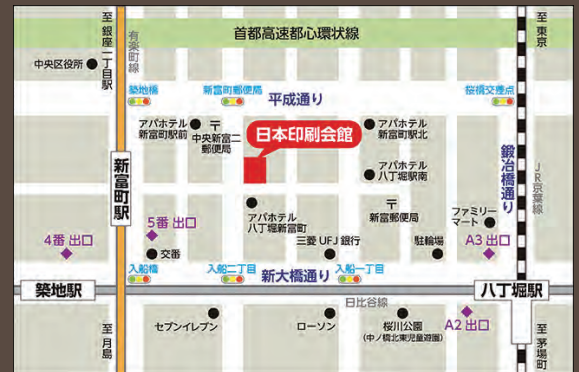 首都高速都心環状線
至 銀座一丁目駅
有楽町線
至 東京
中央区役所
築地橋
新富町郵便局
桜橋交差点
平成通り
アパホテル
新富町駅前
中央新富二
郵便局
日本印刷会館
アパホテル
新富町駅北
アパホテル
八丁堀駅南
鍛冶橋通り
JR京葉線
新富町駅
アパホテル
八丁堀新富町
新富郵便局
ファミリー
マート
4番 出口
5番 出口
交番
三菱 UFJ 銀行
駐輪場
A3 出口
入船橋
入船二丁目
新大橋通り
入船一丁目
築地駅
八丁堀駅
日比谷線
至 月島
セブンイレブン
ローソン
桜川公園
(中ノ橋北東児童遊園)
A2 出口
至 茅場町